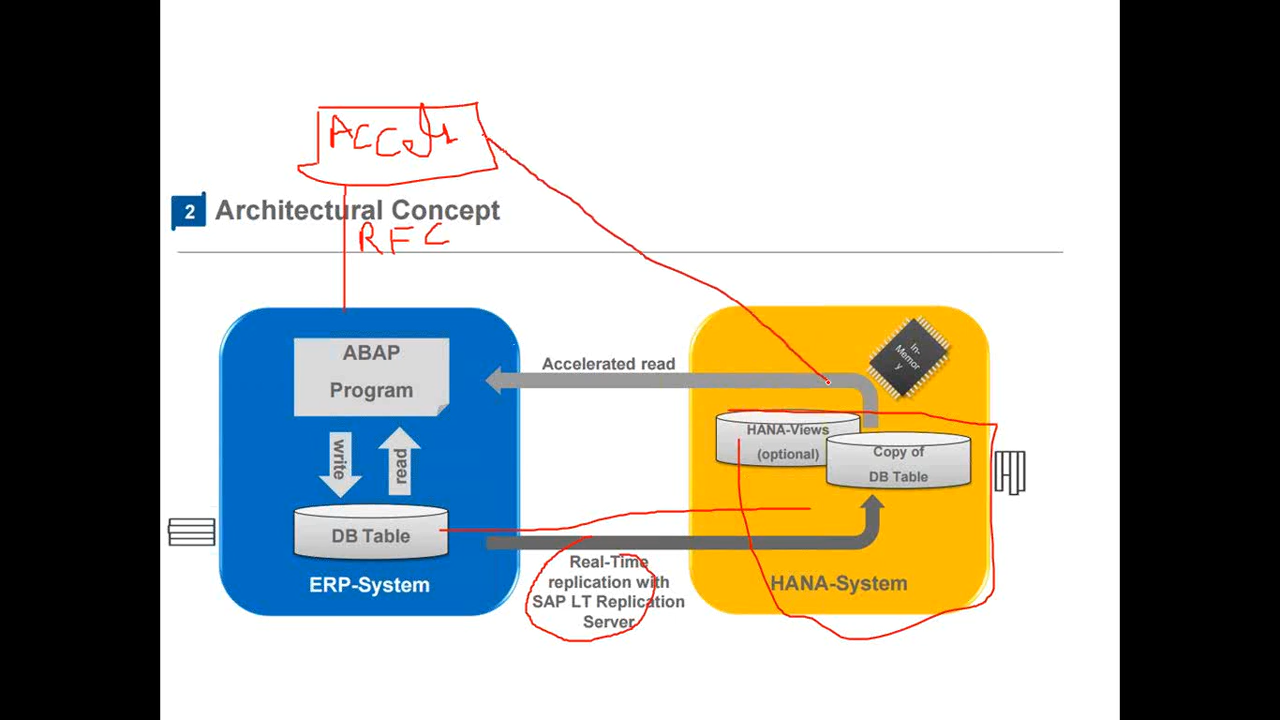 2 Architectural Concept
RFC
ABAP
Program
write
read
DB Table
ERP-System
Accelerated read
Real-Time
replication with
SAP LT Replication
Server
In-
Memor
y
HANA-Views
(optional)
Copy of
DB Table
HANA-System